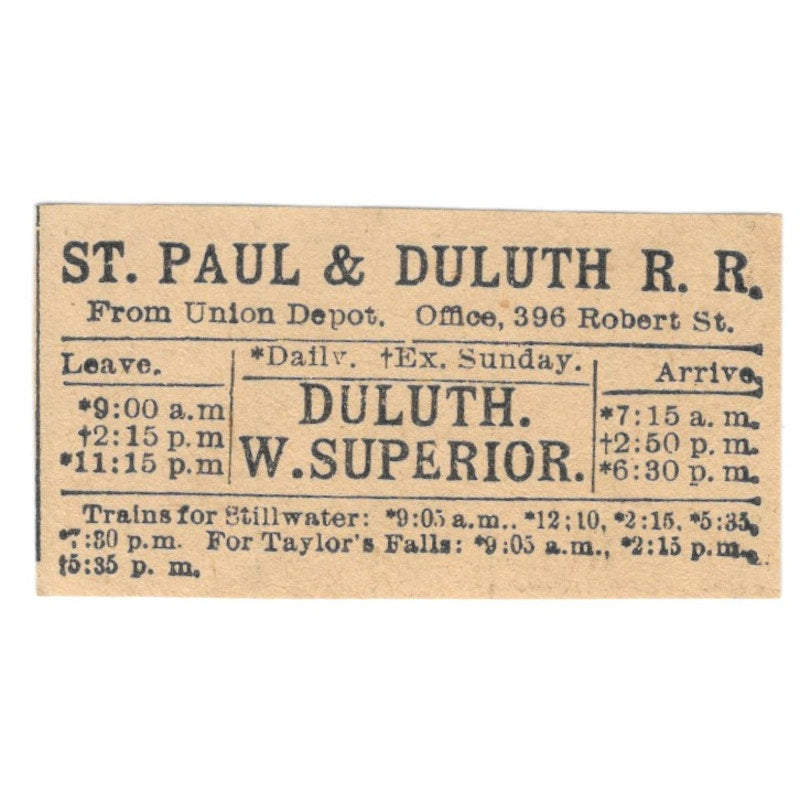 ST. PAUL & DULUTH R. R.
From Union Depot. Office, 396 Robert St.
Leave.
*9:00 a.m
†2:15 p.m
*11:15 p.m
*Daily. †Ex. Sunday.
DULUTH.
W. SUPERIOR.
Arrive.
*7:15 a. m.
†2:50 p. m.
*6:30 p. m.
Trains for Stillwater: *9:05 a.m., *12:10, *2:15, *5:35,
*7:30 p.m. For Taylor's Falls: *9:05 a.m., *2:15 p.m.,
†5:35 p. m.